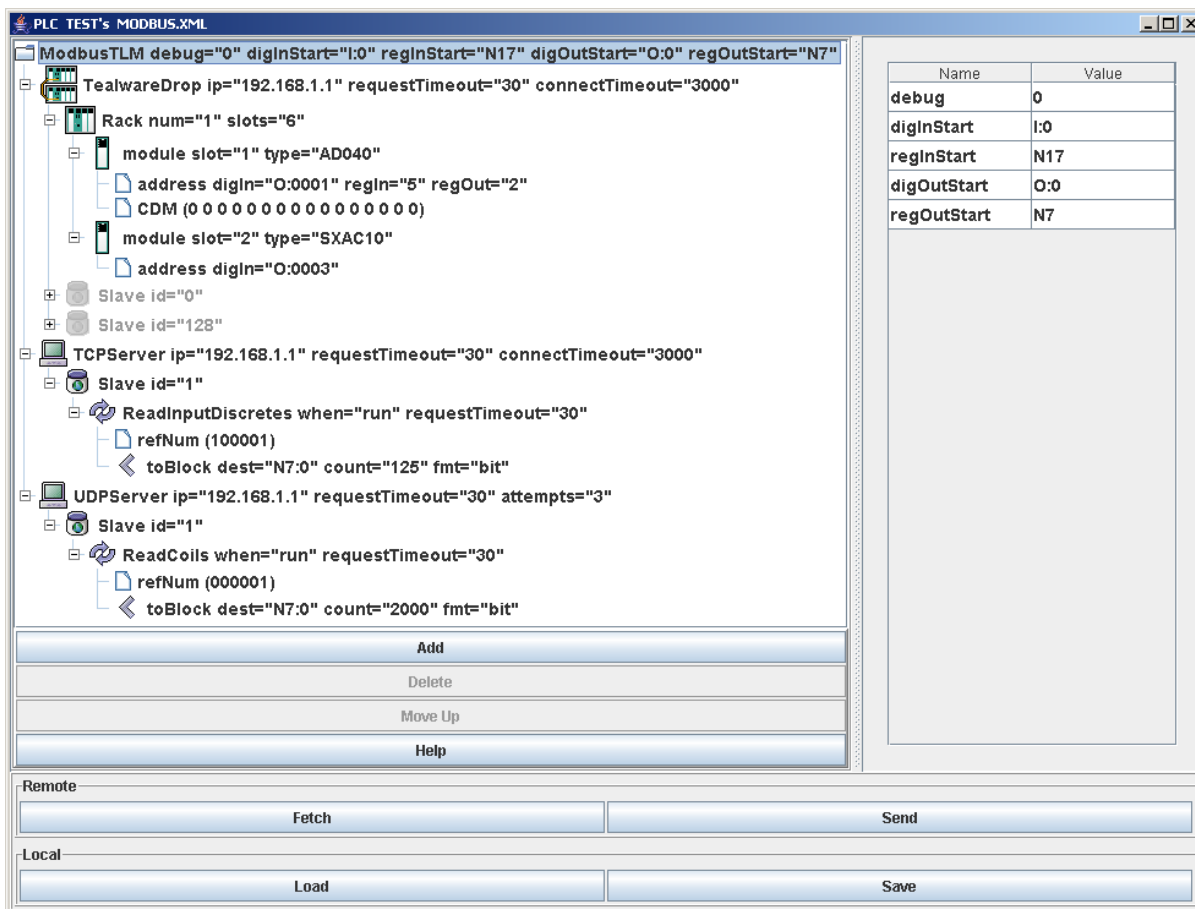 PLC TEST's MODBUS.XML
ModbusTLM debug="0" digInStart="I:0" regInStart="N17" digOutStart="O:0" regOutStart="N7"
TealwareDrop ip="192.168.1.1" requestTimeout="30" connectTimeout="3000"
Rack num="1" slots="6"
module slot="1" type="AD040"
address digIn="O:0001" regIn="5" regOut="2"
CDM (0 0 0 0 0 0 0 0 0 0 0 0 0 0 0 0)
module slot="2" type="SXAC10"
address digIn="O:0003"
Slave id="0"
Slave id="128"
TCPServer ip="192.168.1.1" requestTimeout="30" connectTimeout="3000"
Slave id="1"
ReadInputDiscretes when="run" requestTimeout="30"
refNum (100001)
toBlock dest="N7:0" count="125" fmt="bit"
UDPServer ip="192.168.1.1" requestTimeout="30" attempts="3"
Slave id="1"
ReadCoils when="run" requestTimeout="30"
refNum (000001)
toBlock dest="N7:0" count="2000" fmt="bit"
Add
Delete
Move Up
Help
Name Value
debug 0
digInStart I:0
regInStart N17
digOutStart O:0
regOutStart N7
Remote
Fetch Send
Local
Load Save